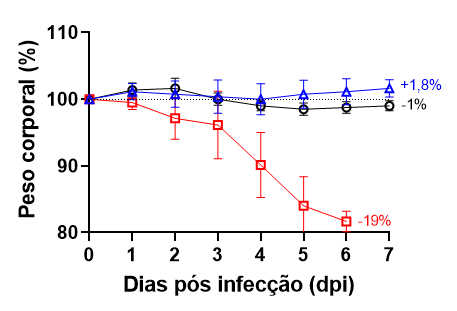 Peso corporal (%)
110
100
90
80
+1,8%
-1%
-19%
0 1 2 3 4 5 6 7
Dias pós infecção (dpi)